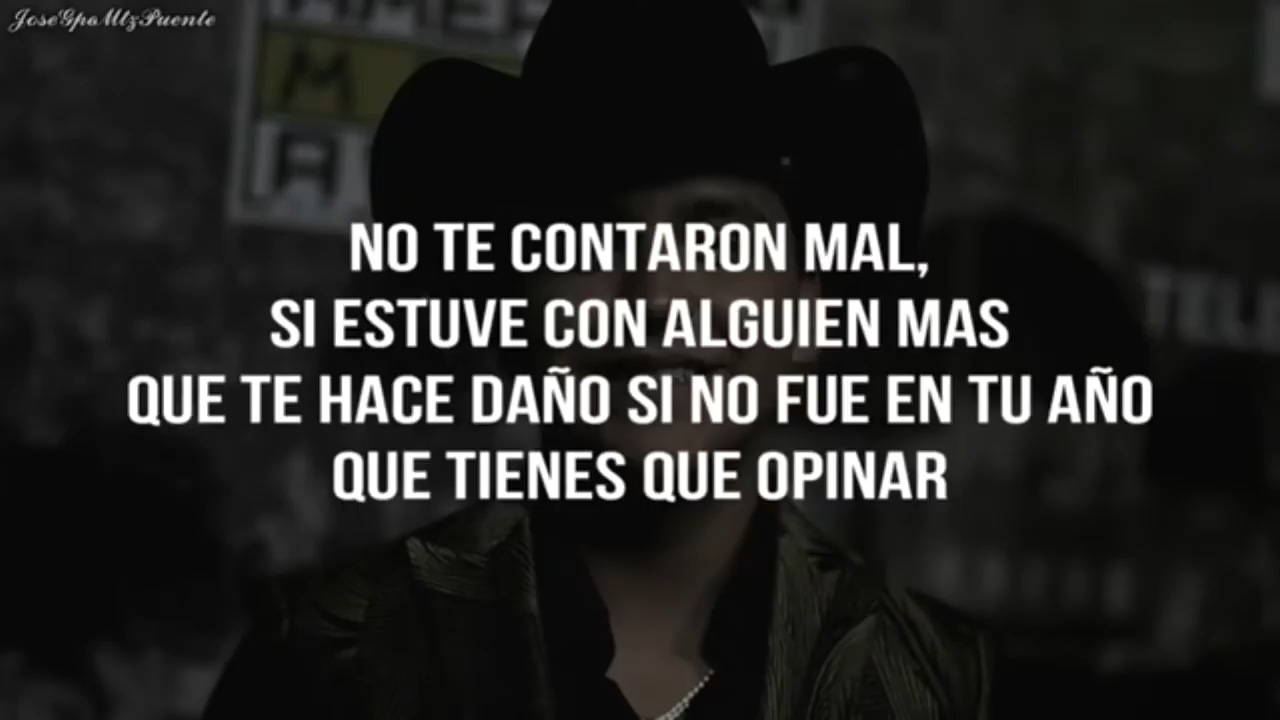 JoseGpoMtzPuente
M
A
NO TE CONTARON MAL,
SI ESTUVE CON ALGUIEN MAS
QUE TE HACE DAÑO SI NO FUE EN TU AÑO
QUE TIENES QUE OPINAR